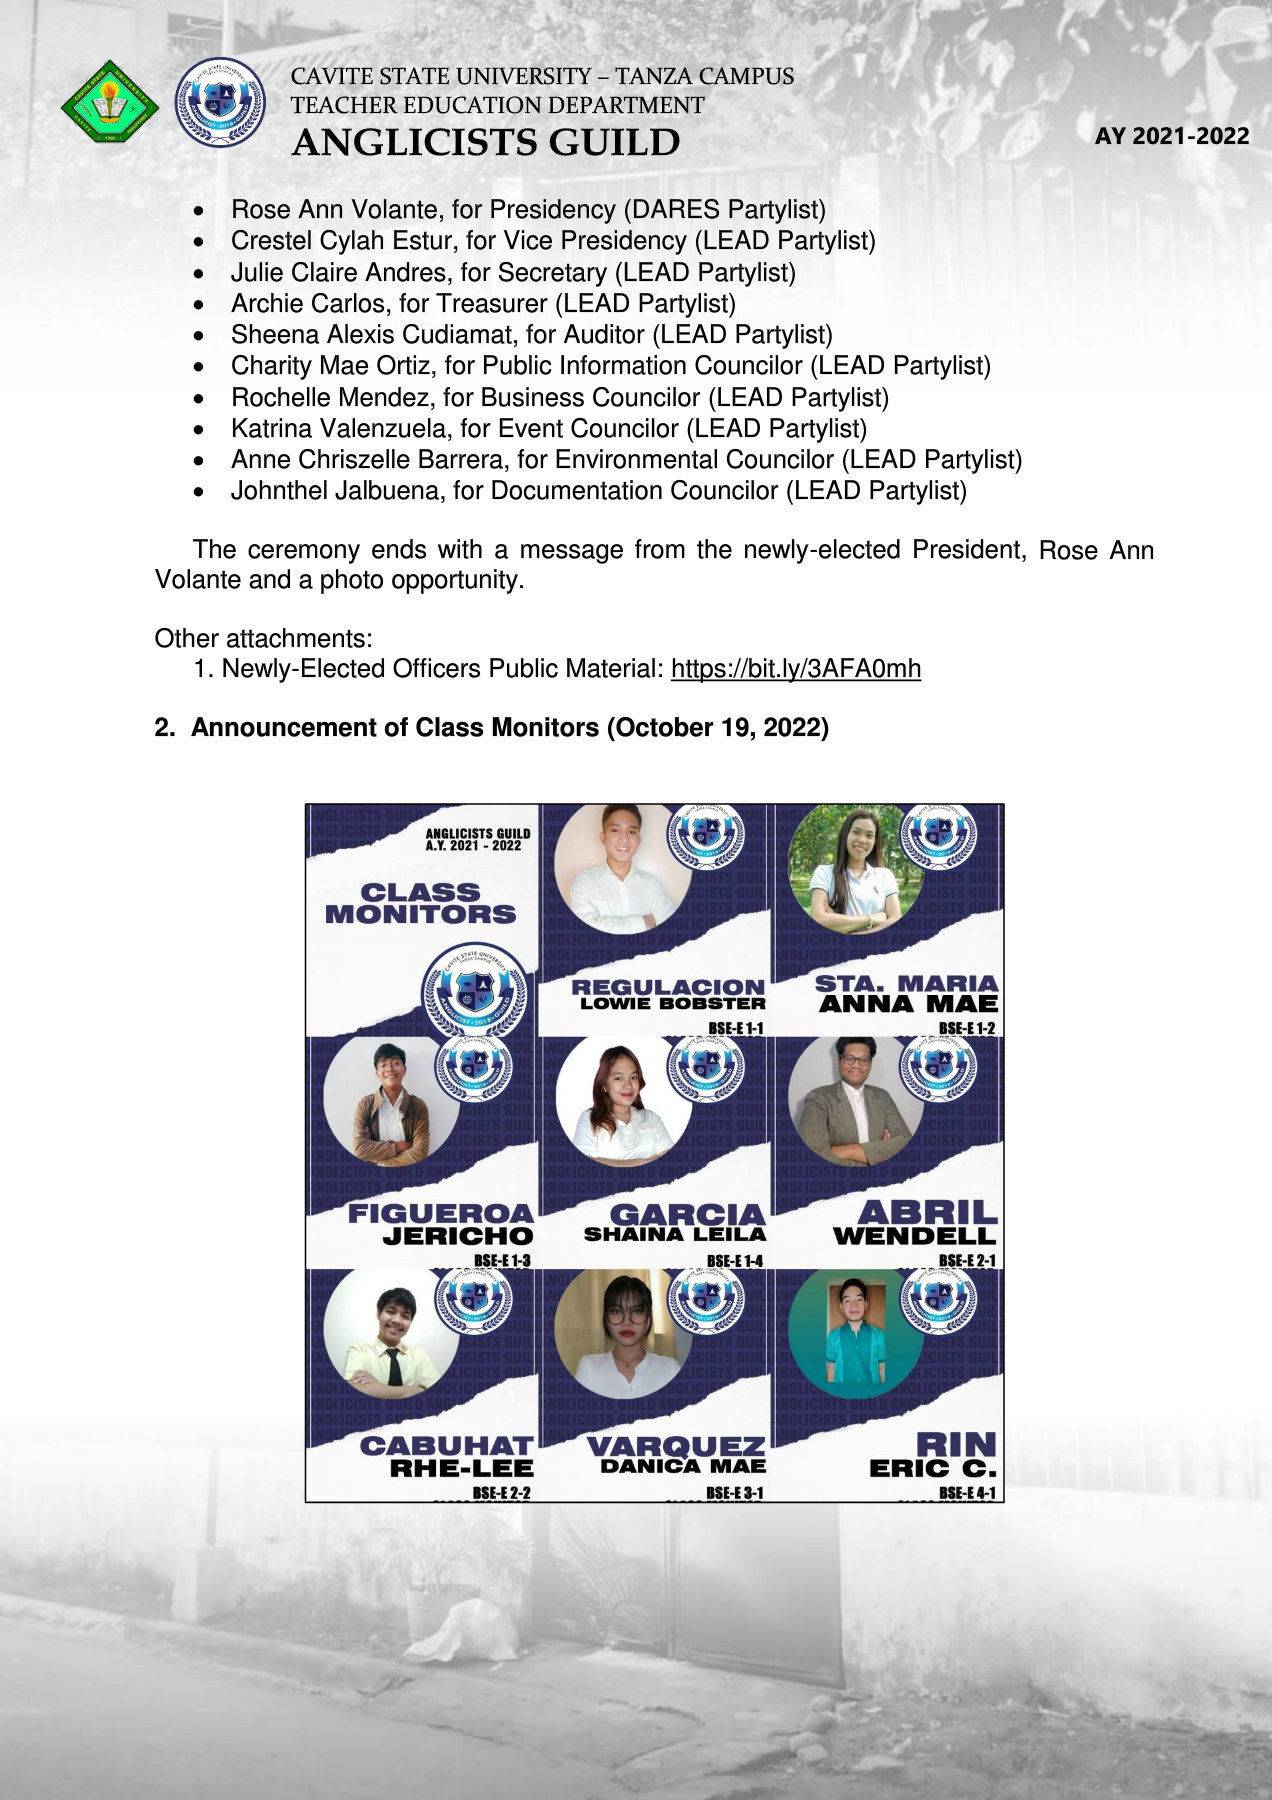 CAVITE STATE UNIVERSITY – TANZA CAMPUS
TEACHER EDUCATION DEPARTMENT
ANGLICISTS GUILD
AY 2021-2022
• Rose Ann Volante, for Presidency (DARES Partylist)
• Crestel Cylah Estur, for Vice Presidency (LEAD Partylist)
• Julie Claire Andres, for Secretary (LEAD Partylist)
• Archie Carlos, for Treasurer (LEAD Partylist)
• Sheena Alexis Cudiamat, for Auditor (LEAD Partylist)
• Charity Mae Ortiz, for Public Information Councilor (LEAD Partylist)
• Rochelle Mendez, for Business Councilor (LEAD Partylist)
• Katrina Valenzuela, for Event Councilor (LEAD Partylist)
• Anne Chriszelle Barrera, for Environmental Councilor (LEAD Partylist)
• Johnthel Jalbuena, for Documentation Councilor (LEAD Partylist)
The ceremony ends with a message from the newly-elected President, Rose Ann
Volante and a photo opportunity.
Other attachments:
1. Newly-Elected Officers Public Material: https://bit.ly/3AFA0mh
2. Announcement of Class Monitors (October 19, 2022)
ANGLICISTS GUILD
A.Y. 2021 - 2022
CLASS
MONITORS
CAVITE STATE UNIVERSITY
TANZA CAMPUS
ANGLICIST • 2018 • GUILD
REGULACION
LOWIE BOBSTER
BSE-E 1-1
STA. MARIA
ANNA MAE
BSE-E 1-2
FIGUEROA
JERICHO
BSE-E 1-3
GARCIA
SHAINA LEILA
BSE-E 1-4
ABRIL
WENDELL
BSE-E 2-1
CABUHAT
RHE-LEE
BSE-E 2-2
VARQUEZ
DANICA MAE
BSE-E 3-1
RIN
ERIC C.
BSE-E 4-1